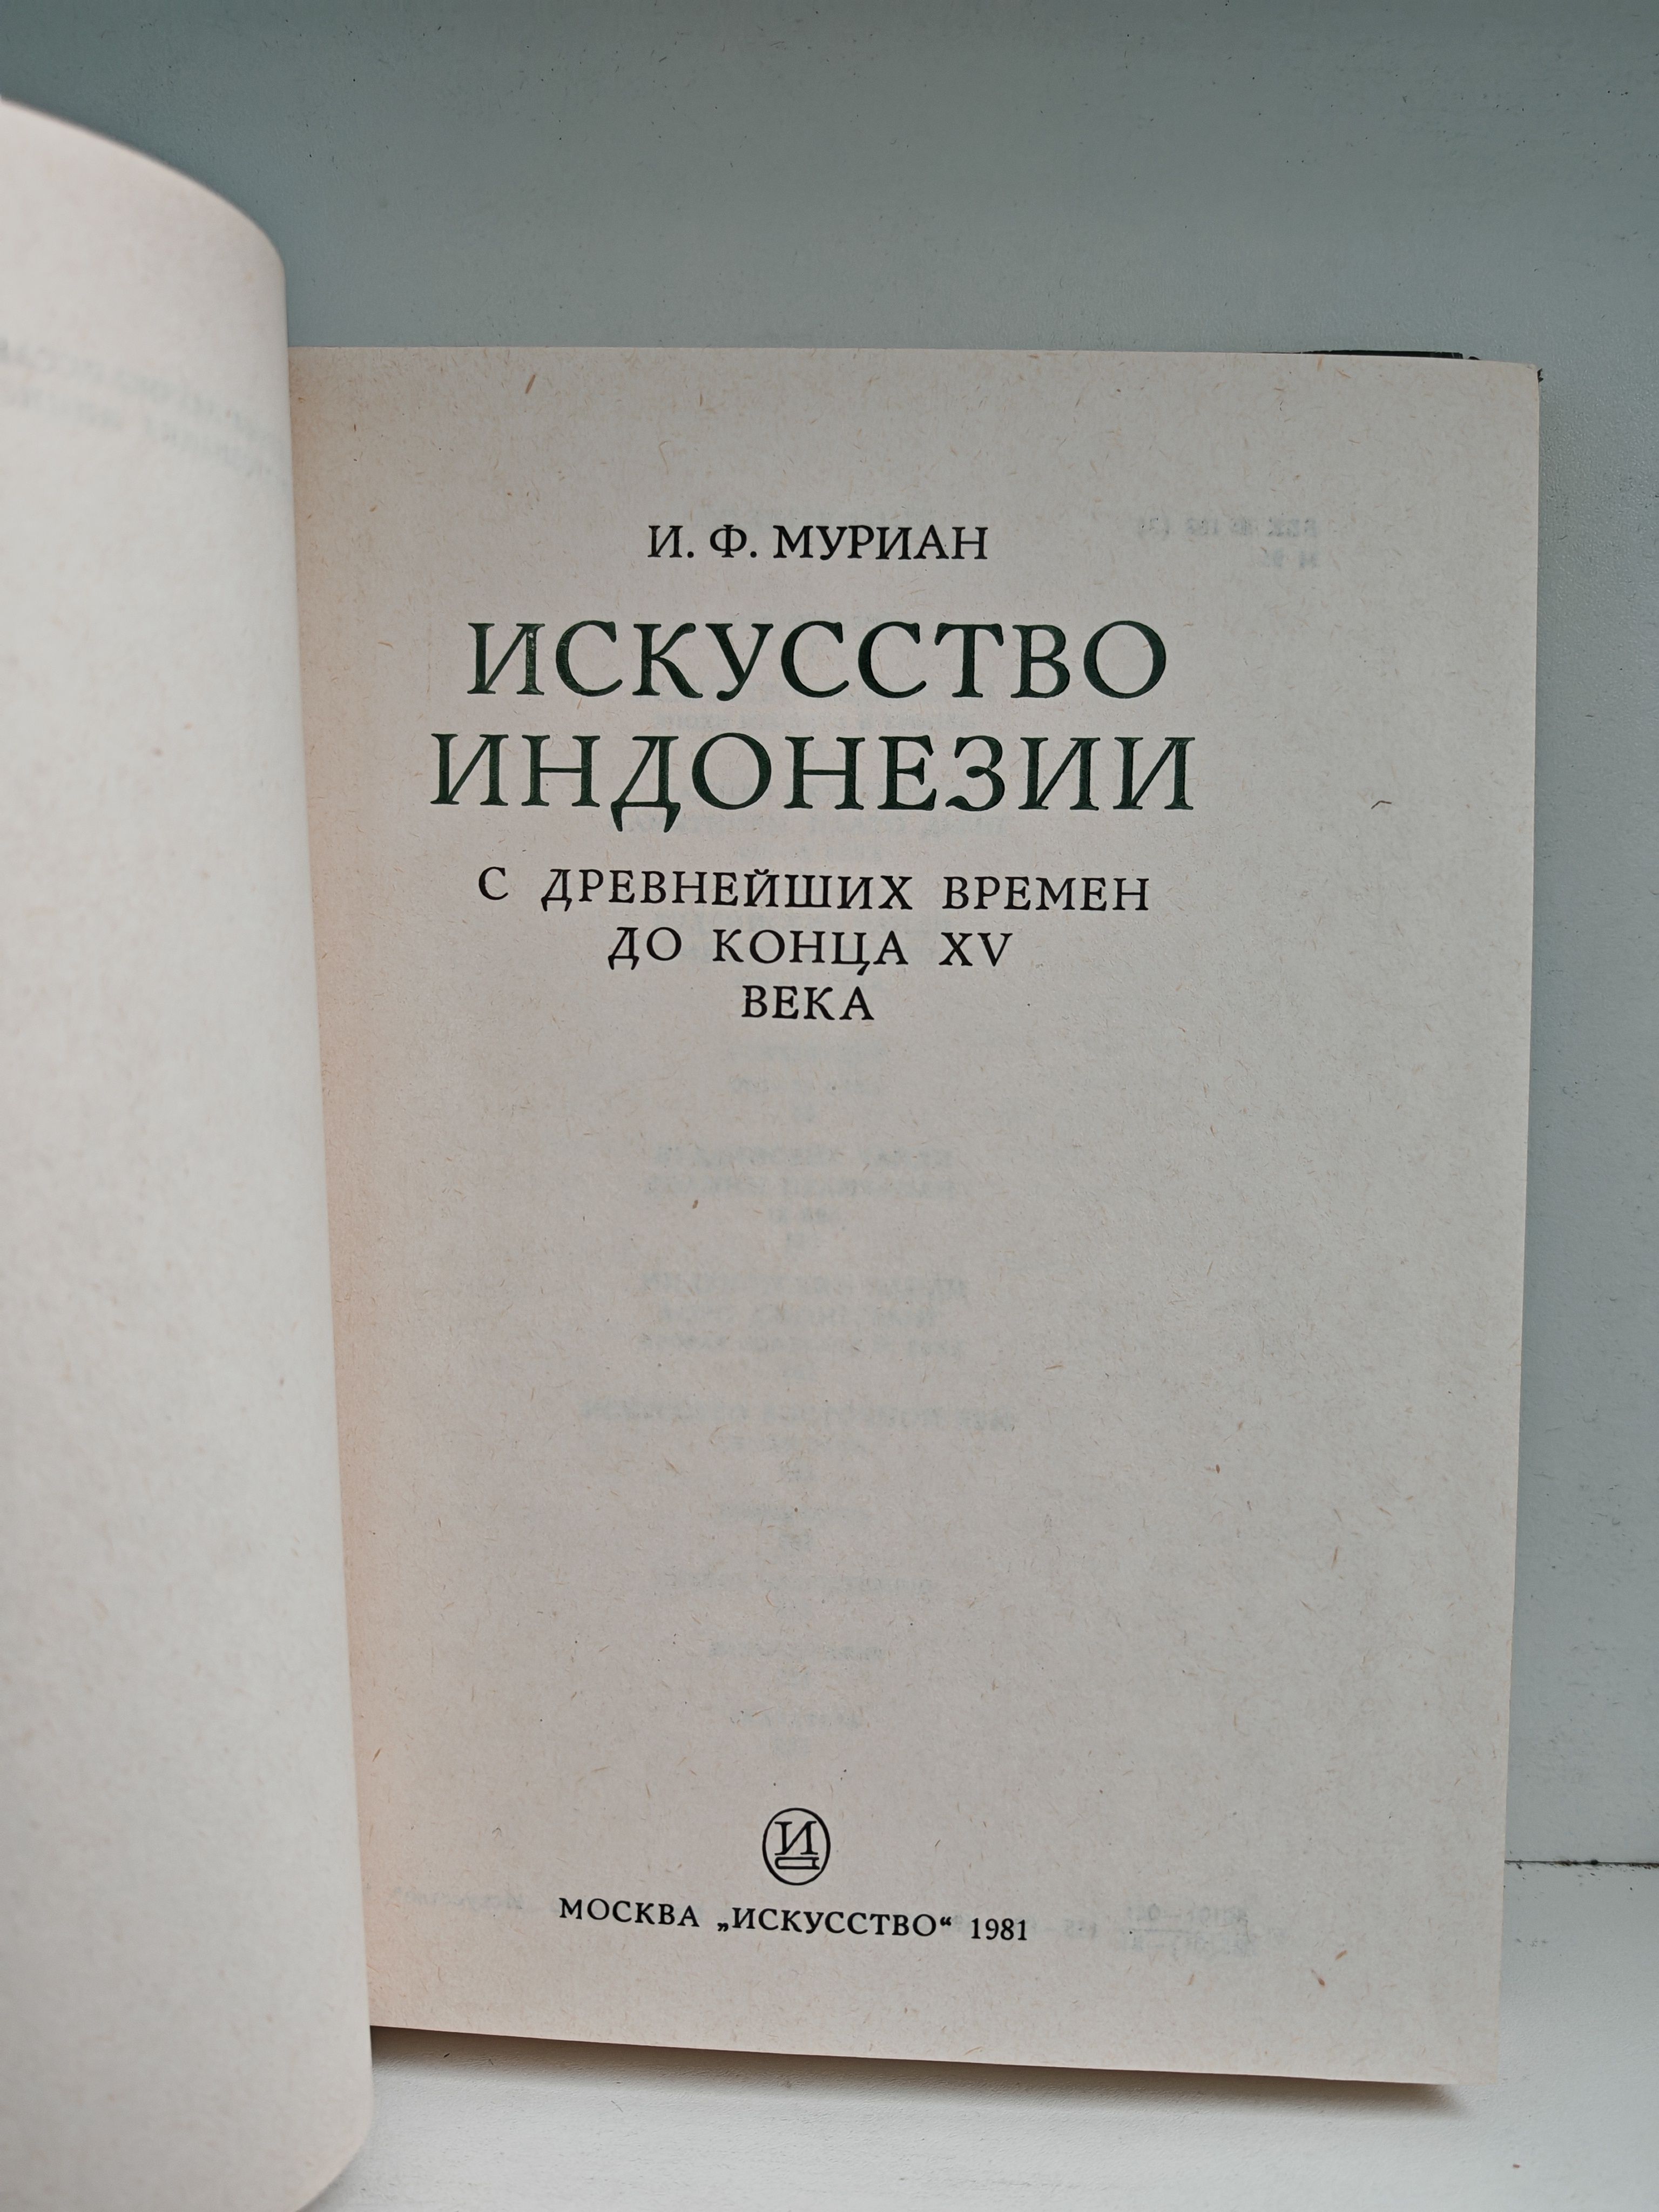 И. Ф. МУРИАН
ИСКУССТВО
ИНДОНЕЗИИ
С ДРЕВНЕЙШИХ ВРЕМЕН
ДО КОНЦА XV
ВЕКА
И
МОСКВА „ИСКУССТВО“ 1981